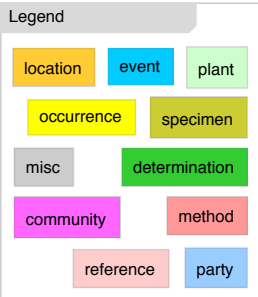 Legend
location event plant
occurrence specimen
misc determination
community method
reference party